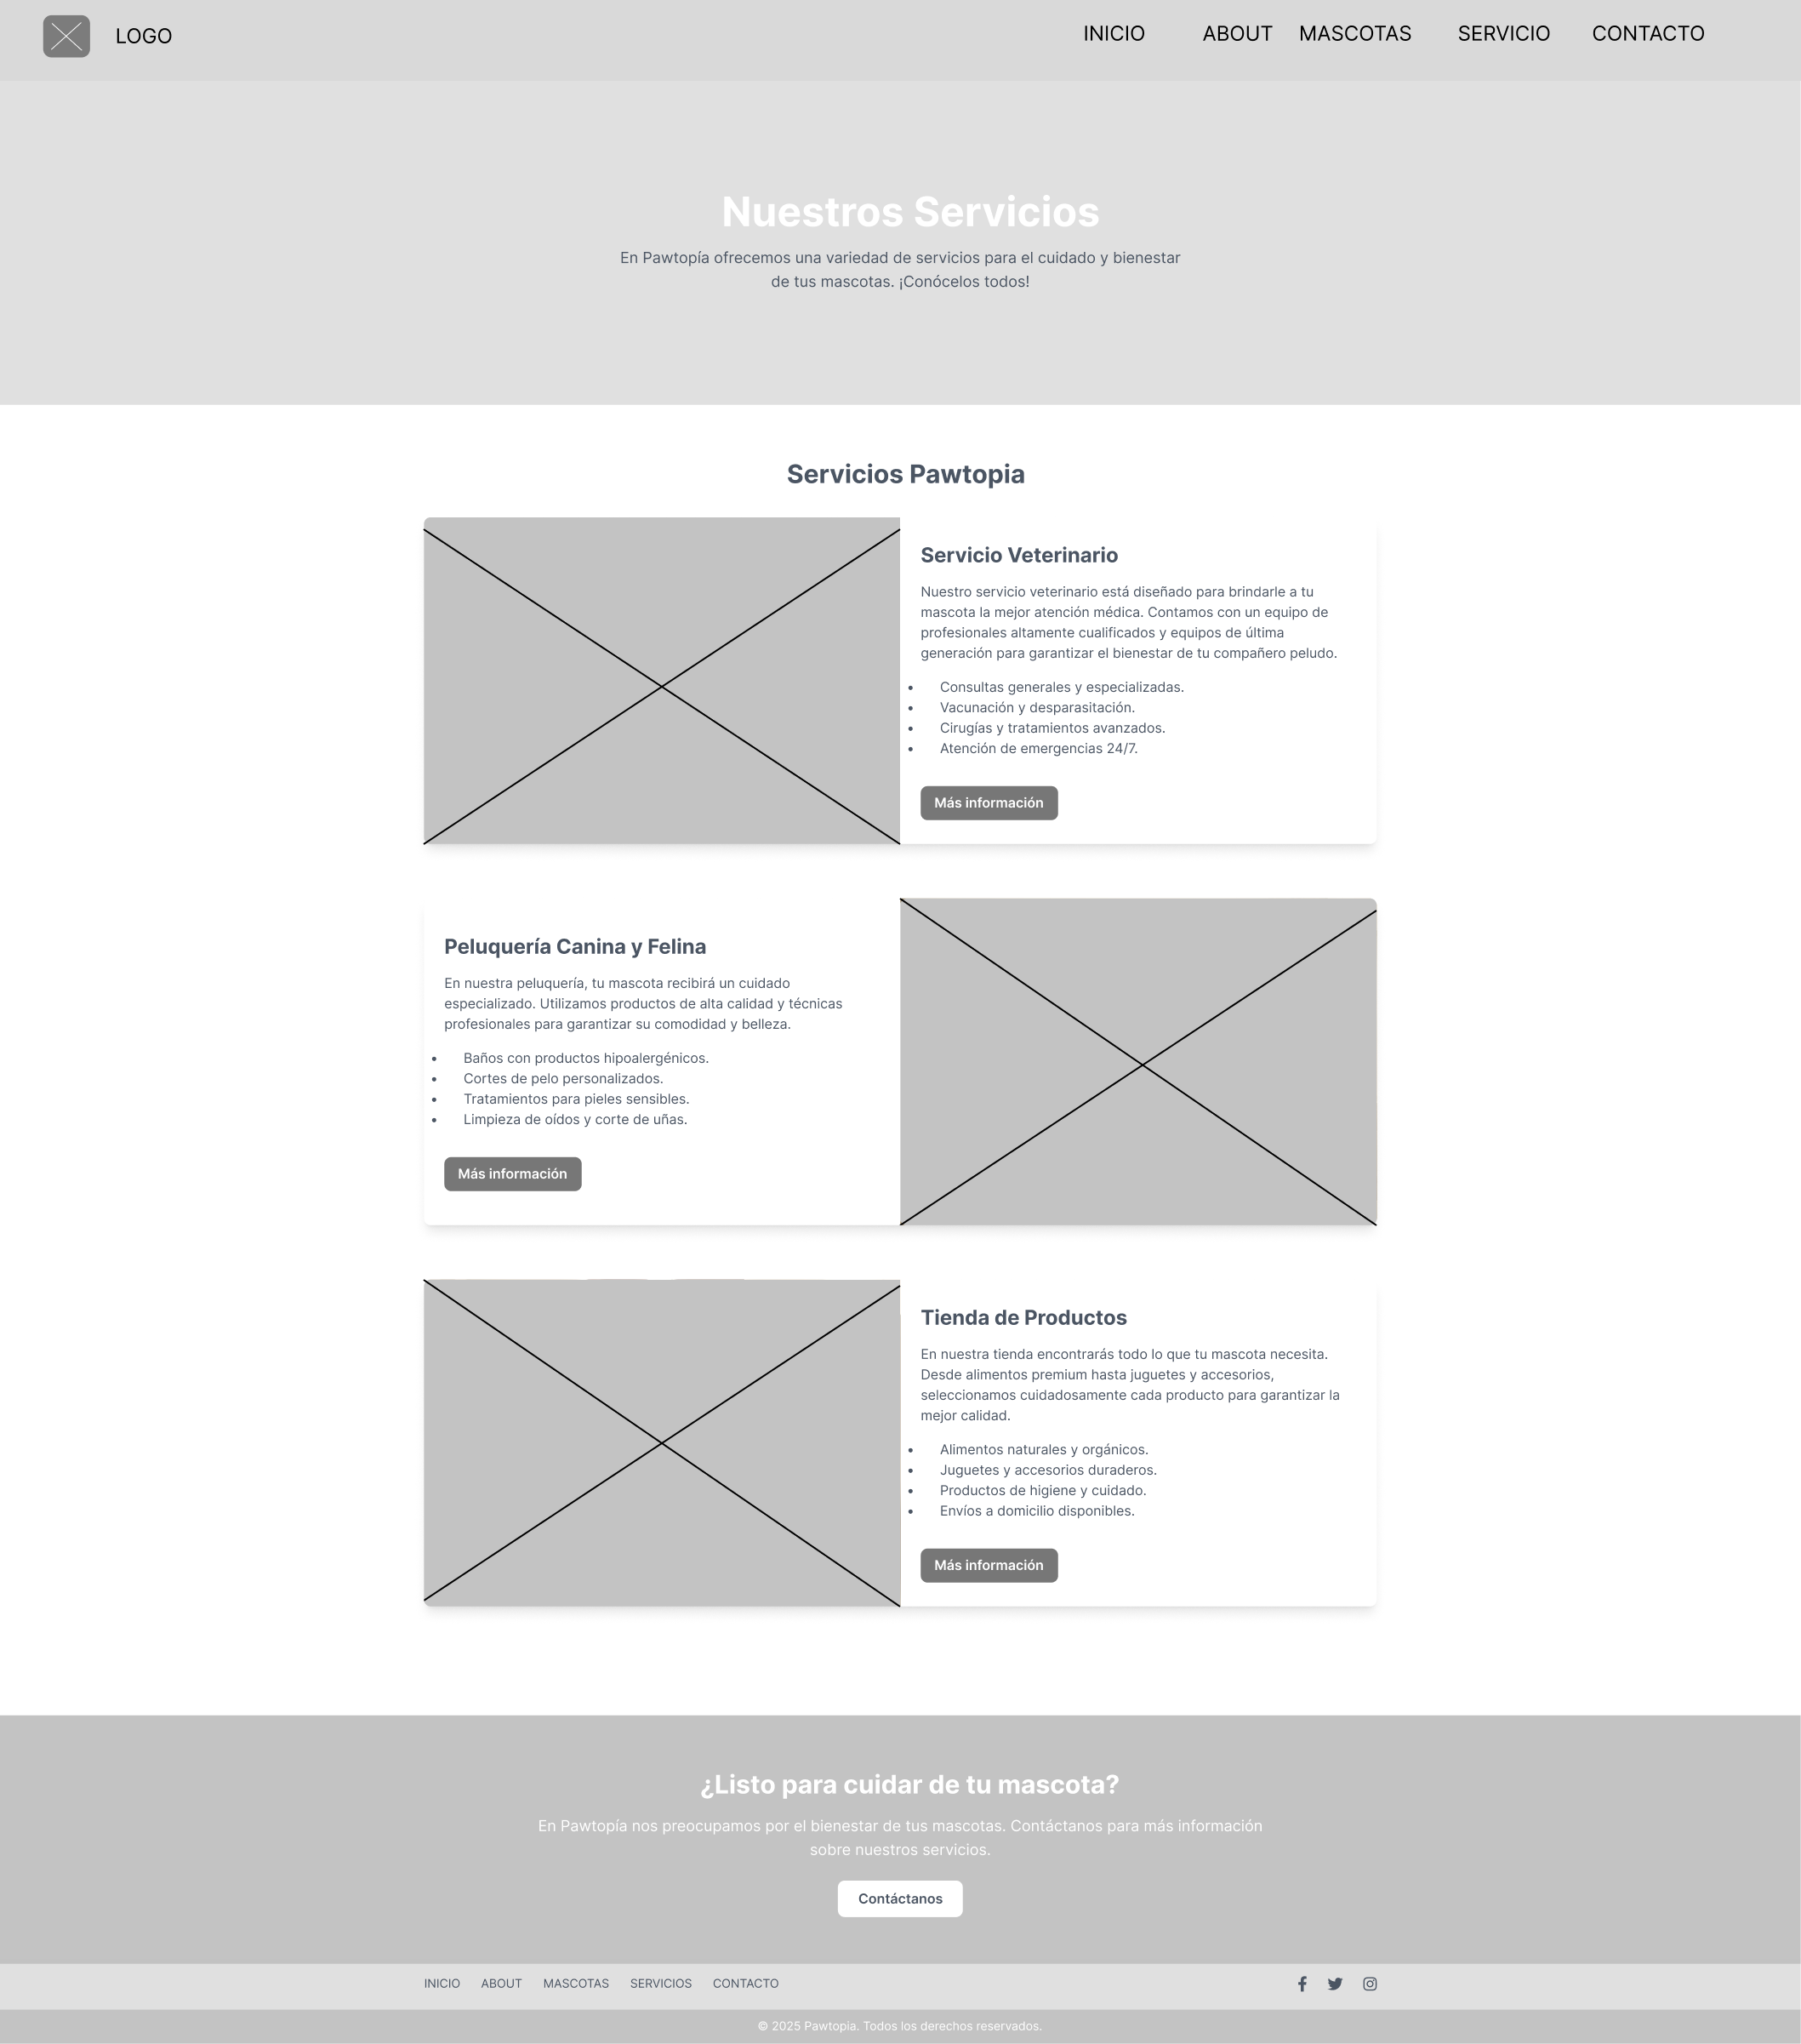 LOGO
INICIO ABOUT MASCOTAS SERVICIO CONTACTO
Nuestros Servicios
En Pawtopía ofrecemos una variedad de servicios para el cuidado y bienestar
de tus mascotas. ¡Conócelos todos!
Servicios Pawtopia
Servicio Veterinario
Nuestro servicio veterinario está diseñado para brindarle a tu
mascota la mejor atención médica. Contamos con un equipo de
profesionales altamente cualificados y equipos de última
generación para garantizar el bienestar de tu compañero peludo.
• Consultas generales y especializadas.
• Vacunación y desparasitación.
• Cirugías y tratamientos avanzados.
• Atención de emergencias 24/7.
Más información
Peluquería Canina y Felina
En nuestra peluquería, tu mascota recibirá un cuidado
especializado. Utilizamos productos de alta calidad y técnicas
profesionales para garantizar su comodidad y belleza.
• Baños con productos hipoalergénicos.
• Cortes de pelo personalizados.
• Tratamientos para pieles sensibles.
• Limpieza de oídos y corte de uñas.
Más información
Tienda de Productos
En nuestra tienda encontrarás todo lo que tu mascota necesita.
Desde alimentos premium hasta juguetes y accesorios,
seleccionamos cuidadosamente cada producto para garantizar la
mejor calidad.
• Alimentos naturales y orgánicos.
• Juguetes y accesorios duraderos.
• Productos de higiene y cuidado.
• Envíos a domicilio disponibles.
Más información
¿Listo para cuidar de tu mascota?
En Pawtopía nos preocupamos por el bienestar de tus mascotas. Contáctanos para más información
sobre nuestros servicios.
Contáctanos
INICIO ABOUT MASCOTAS SERVICIOS CONTACTO
© 2025 Pawtopia. Todos los derechos reservados.